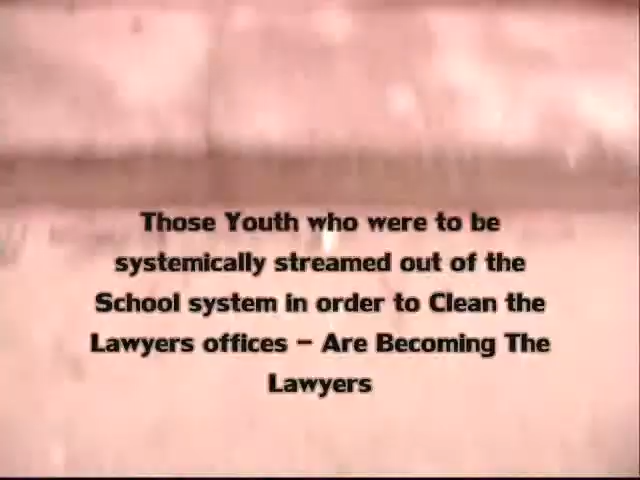 Those Youth who were to be
systemically streamed out of the
School system in order to Clean the
Lawyers offices – Are Becoming The
Lawyers